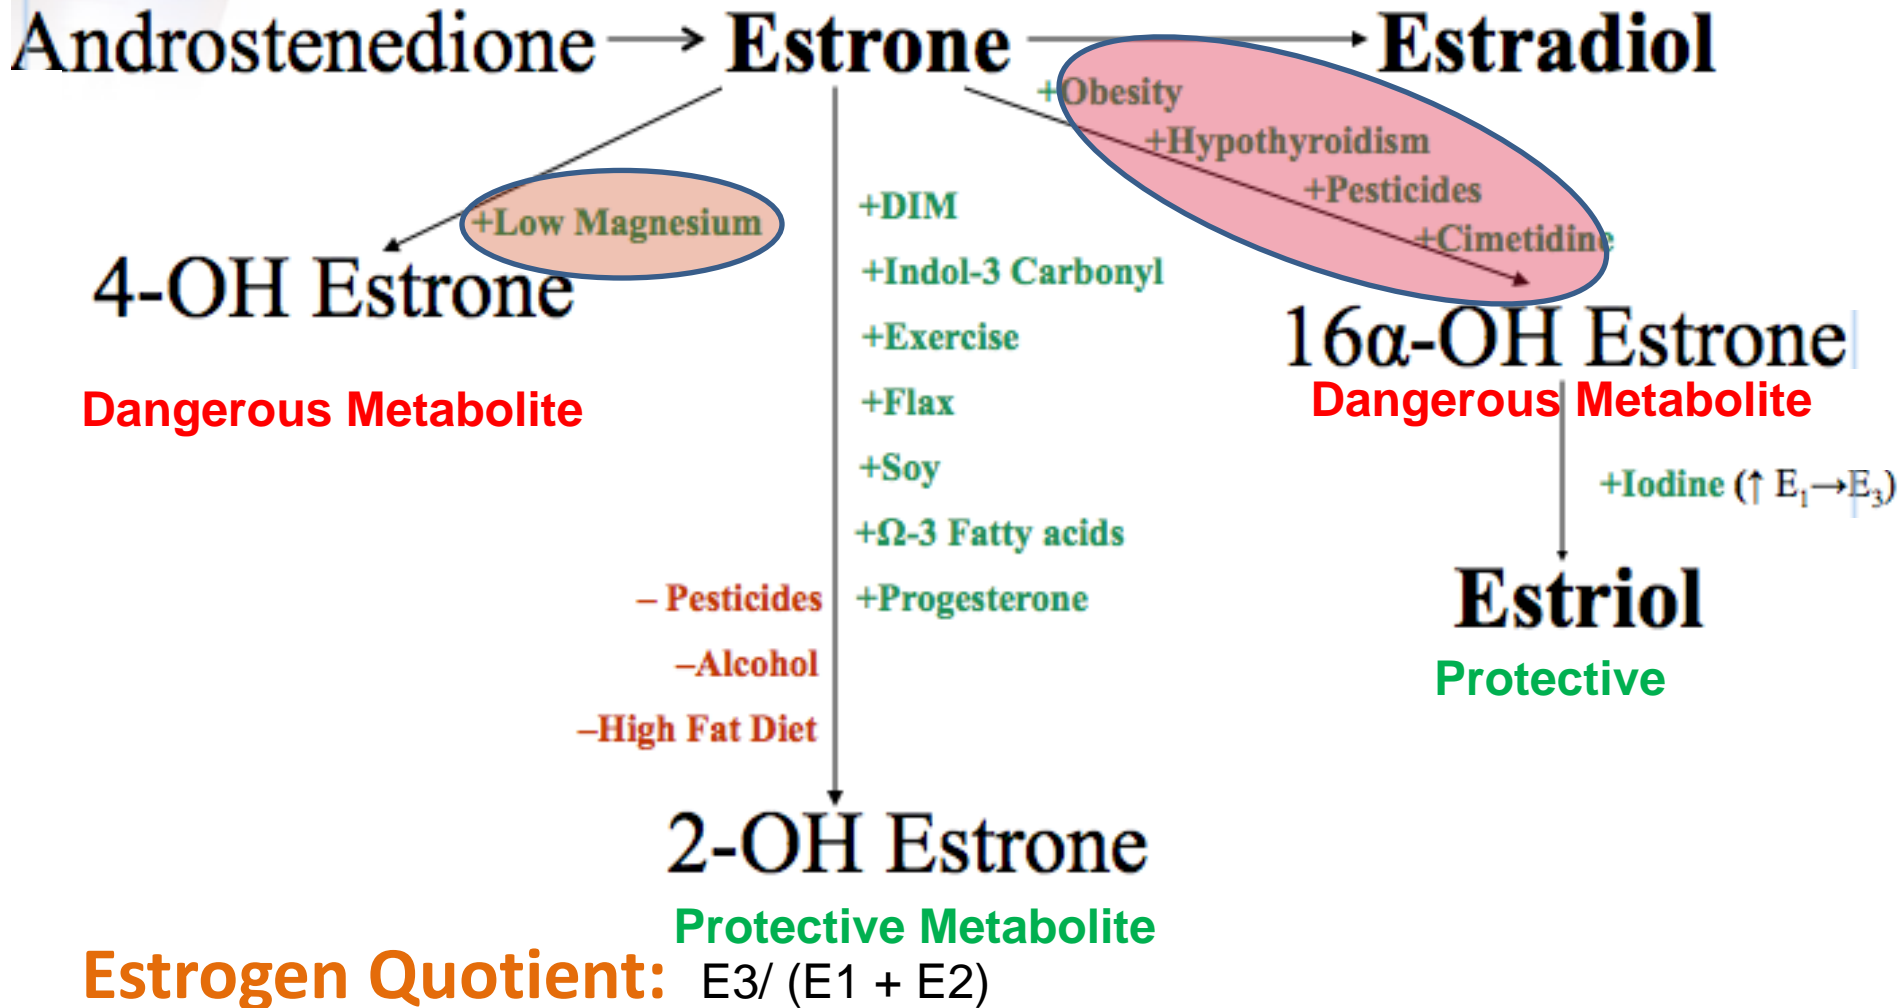 Androstenedione → Estrone → Estradiol
+Obesity
+Hypothyroidism
+Pesticides
+Cimetidine
+Low Magnesium
4-OH Estrone
Dangerous Metabolite
+DIM
+Indol-3 Carbonyl
+Exercise
+Flax
+Soy
+Ω-3 Fatty acids
+Progesterone
– Pesticides
–Alcohol
–High Fat Diet
16α-OH Estrone
Dangerous Metabolite
+Iodine (↑ E₁→E₃)
Estriol
Protective
2-OH Estrone
Protective Metabolite
Estrogen Quotient: E3/ (E1 + E2)